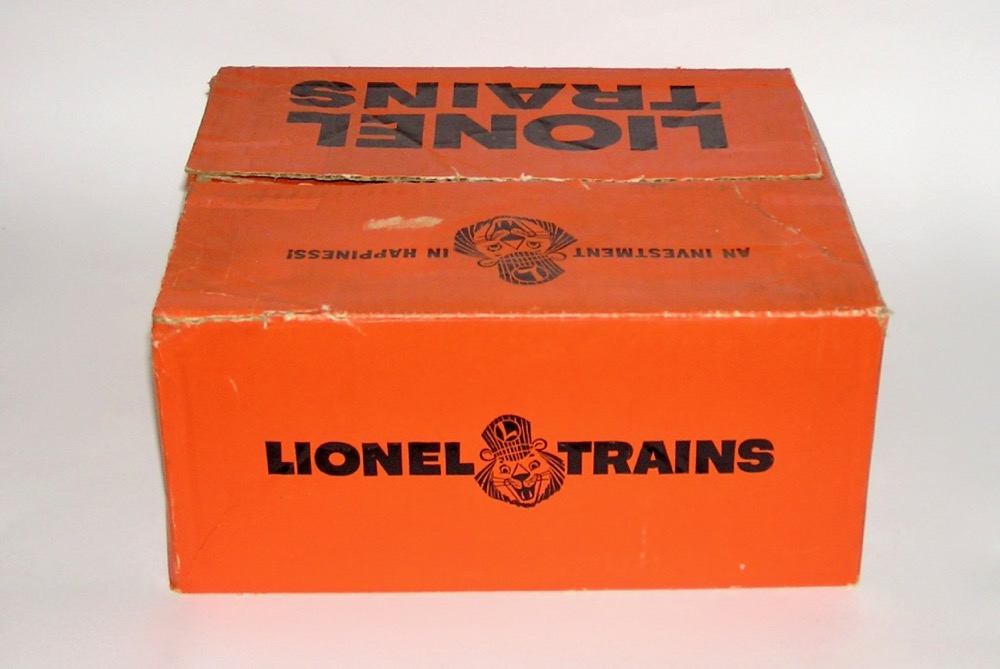 LIONEL
TRAINS
AN INVESTMENT IN HAPPINESS!
L
LIONEL TRAINS
L